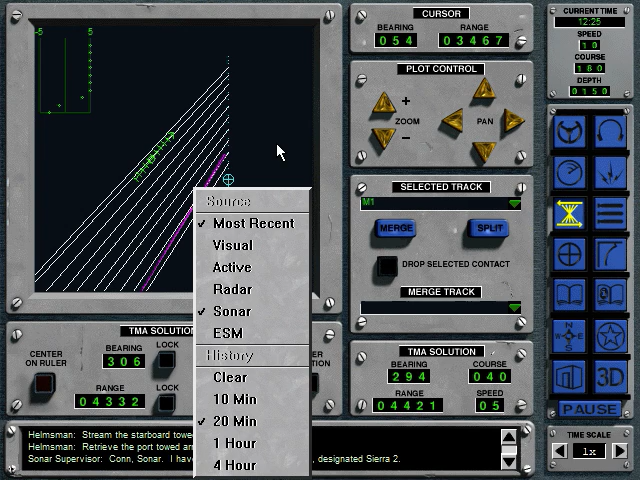 -5 5
CURSOR
BEARING RANGE
054 03467
PLOT CONTROL
+
ZOOM PAN
−
SELECTED TRACK
M1
MERGE SPLIT
DROP SELECTED CONTACT
MERGE TRACK
CURRENT TIME
12:25
SPEED
10
COURSE
180
DEPTH
0150
N
W E
S
3D
PAUSE
TIME SCALE
1x
Source
Most Recent
Visual
Active
Radar
Sonar
ESM
History
Clear
10 Min
20 Min
1 Hour
4 Hour
TMA SOLUTION
CENTER ON RULER
BEARING
306
LOCK
RANGE
04332
LOCK
TMA SOLUTION
BEARING COURSE
294 040
RANGE SPEED
04421 05
Helmsman: Stream the starboard towed
Helmsman: Retrieve the port towed
Sonar Supervisor: Conn, Sonar. I have , designated Sierra 2.